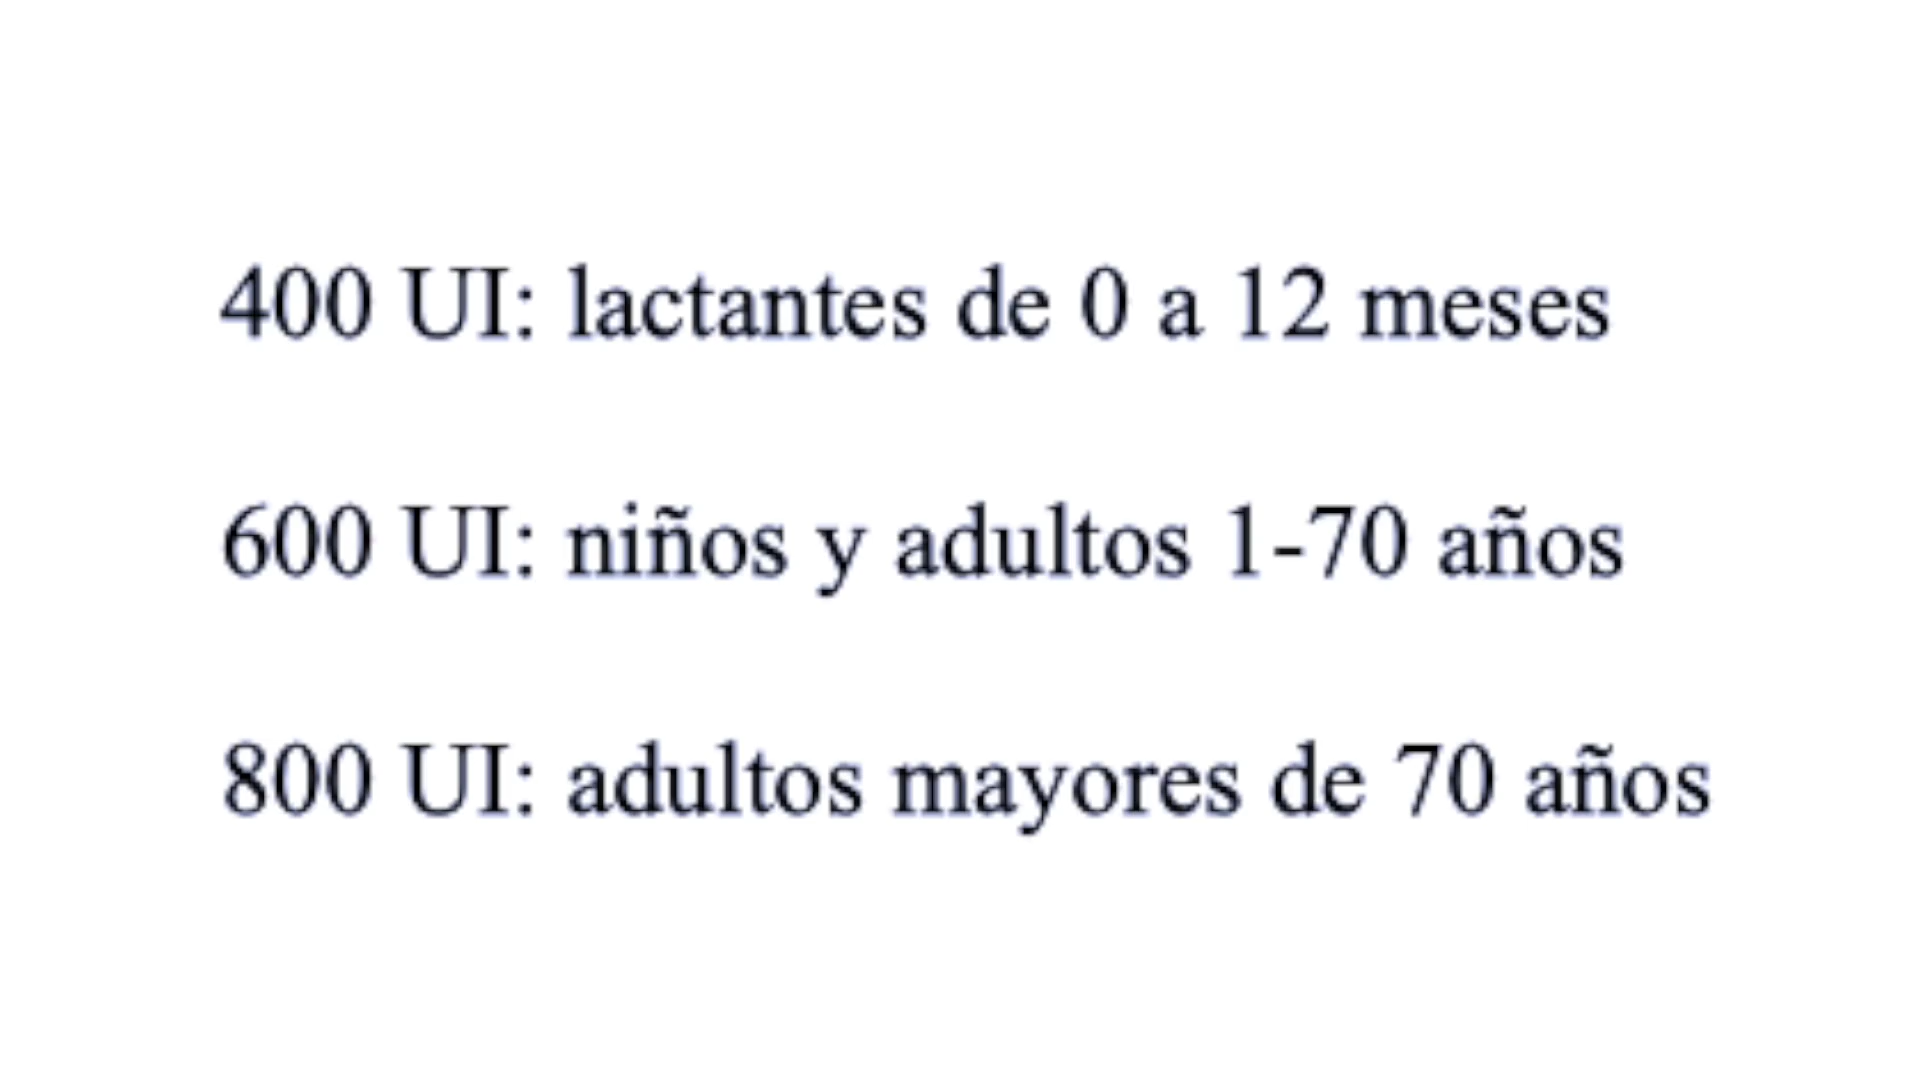 400 UI: lactantes de 0 a 12 meses
600 UI: niños y adultos 1-70 años
800 UI: adultos mayores de 70 años